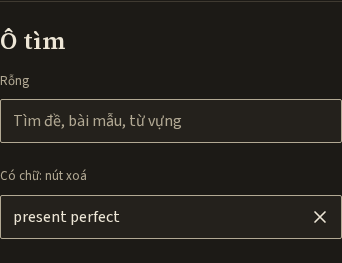 Ô tìm
Rỗng
Tìm đề, bài mẫu, từ vựng
Có chữ: nút xoá
present perfect